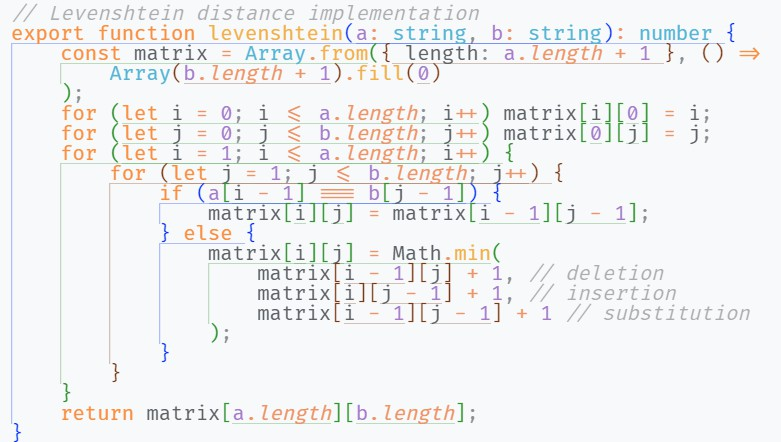 // Levenshtein distance implementation
export function levenshtein(a: string, b: string): number {
    const matrix = Array.from({ length: a.length + 1 }, () =>
        Array(b.length + 1).fill(0)
    );
    for (let i = 0; i <= a.length; i++) matrix[i][0] = i;
    for (let j = 0; j <= b.length; j++) matrix[0][j] = j;
    for (let i = 1; i <= a.length; i++) {
        for (let j = 1; j <= b.length; j++) {
            if (a[i - 1] === b[j - 1]) {
                matrix[i][j] = matrix[i - 1][j - 1];
            } else {
                matrix[i][j] = Math.min(
                    matrix[i - 1][j] + 1, // deletion
                    matrix[i][j - 1] + 1, // insertion
                    matrix[i - 1][j - 1] + 1 // substitution
                );
            }
        }
    }
    return matrix[a.length][b.length];
}